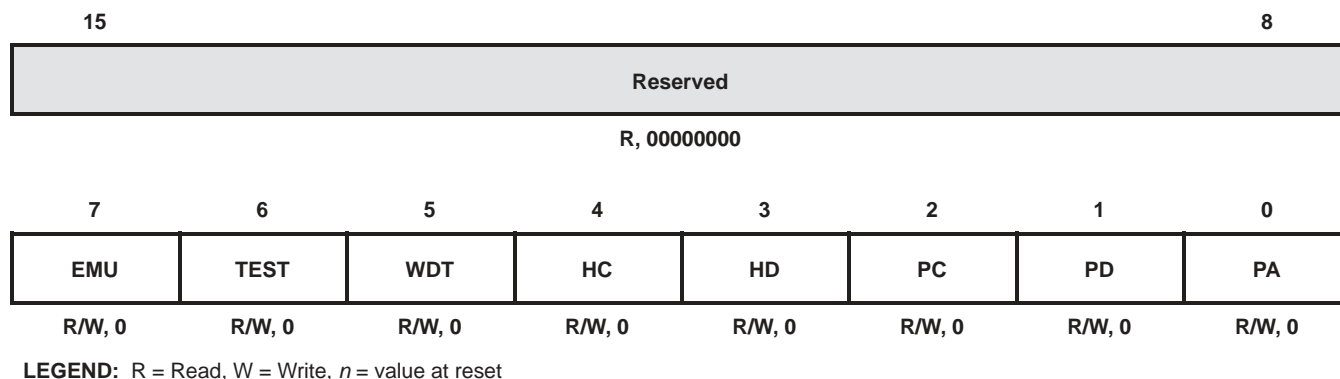 15 8
Reserved
R, 00000000
7 6 5 4 3 2 1 0
EMU TEST WDT HC HD PC PD PA
R/W, 0 R/W, 0 R/W, 0 R/W, 0 R/W, 0 R/W, 0 R/W, 0 R/W, 0
LEGEND: R = Read, W = Write, n = value at reset